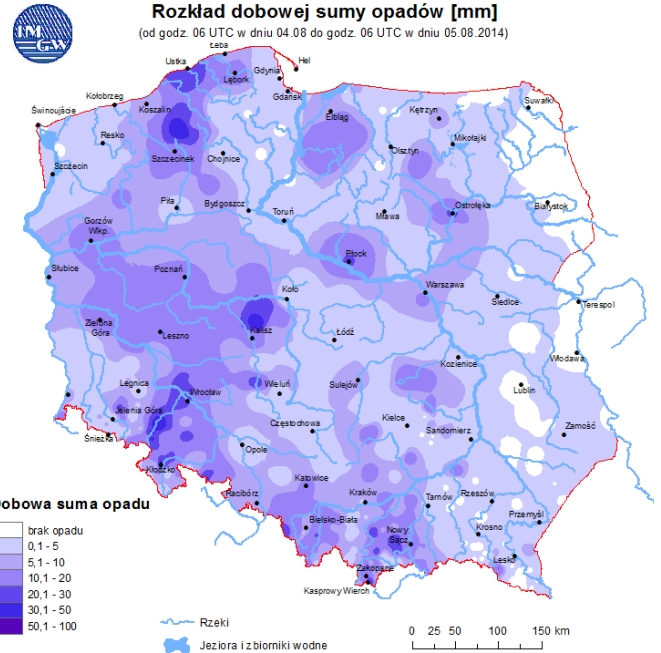 Rozkład dobowej sumy opadów [mm]
(od godz. 06 UTC w dniu 04.08 do godz. 06 UTC w dniu 05.08.2014)
IM
GW
Łeba
Ustka
Hel
Lębork
Gdynia
Gdańsk
Kołobrzeg
Koszalin
Świnoujście
Elbląg
Kętrzyn
Suwałki
Resko
Mikołajki
Olsztyn
Szczecinek
Chojnice
Szczecin
Piła
Bydgoszcz
Toruń
Mława
Ostrołęka
Białystok
Gorzów
Wlkp.
Płock
Słubice
Poznań
Koło
Warszawa
Siedlce
Terespol
Zielona
Góra
Leszno
Kalisz
Łódź
Kozienice
Włodawa
Legnica
Wrocław
Wieluń
Sulejów
Lublin
Jelenia Góra
Śnieżka
Częstochowa
Kielce
Sandomierz
Zamość
Opole
Kłodzko
Katowice
Racibórz
Kraków
Tarnów
Rzeszów
Przemyśl
Bielsko-Biała
Nowy
Sącz
Krosno
Lesko
Zakopane
Kasprowy Wierch
Dobowa suma opadu
brak opadu
0,1 - 5
5,1 - 10
10,1 - 20
20,1 - 30
30,1 - 50
50,1 - 100
Rzeki
Jeziora i zbiorniki wodne
0 25 50 100 150 km